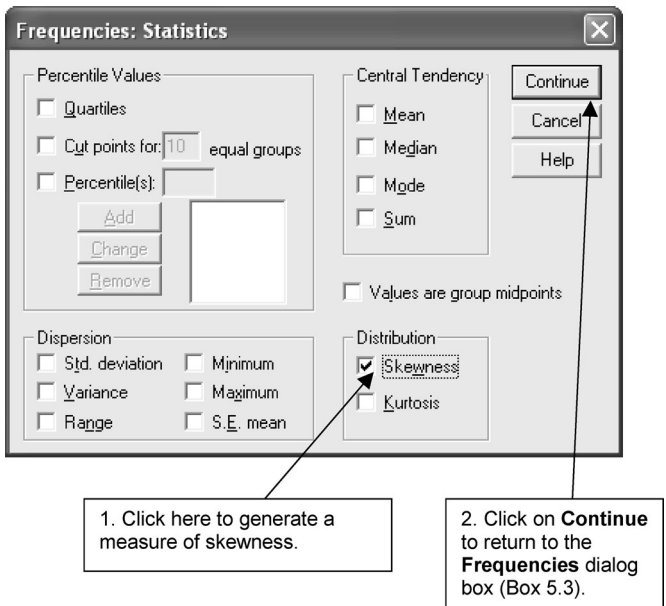 Frequencies: Statistics
Percentile Values
Quartiles
Cut points for: 10 equal groups
Percentile(s):
Add
Change
Remove
Central Tendency
Mean
Median
Mode
Sum
Continue
Cancel
Help
Values are group midpoints
Dispersion
Std. deviation Minimum
Variance Maximum
Range S.E. mean
Distribution
Skewness
Kurtosis
1. Click here to generate a
measure of skewness.
2. Click on Continue
to return to the
Frequencies dialog
box (Box 5.3).